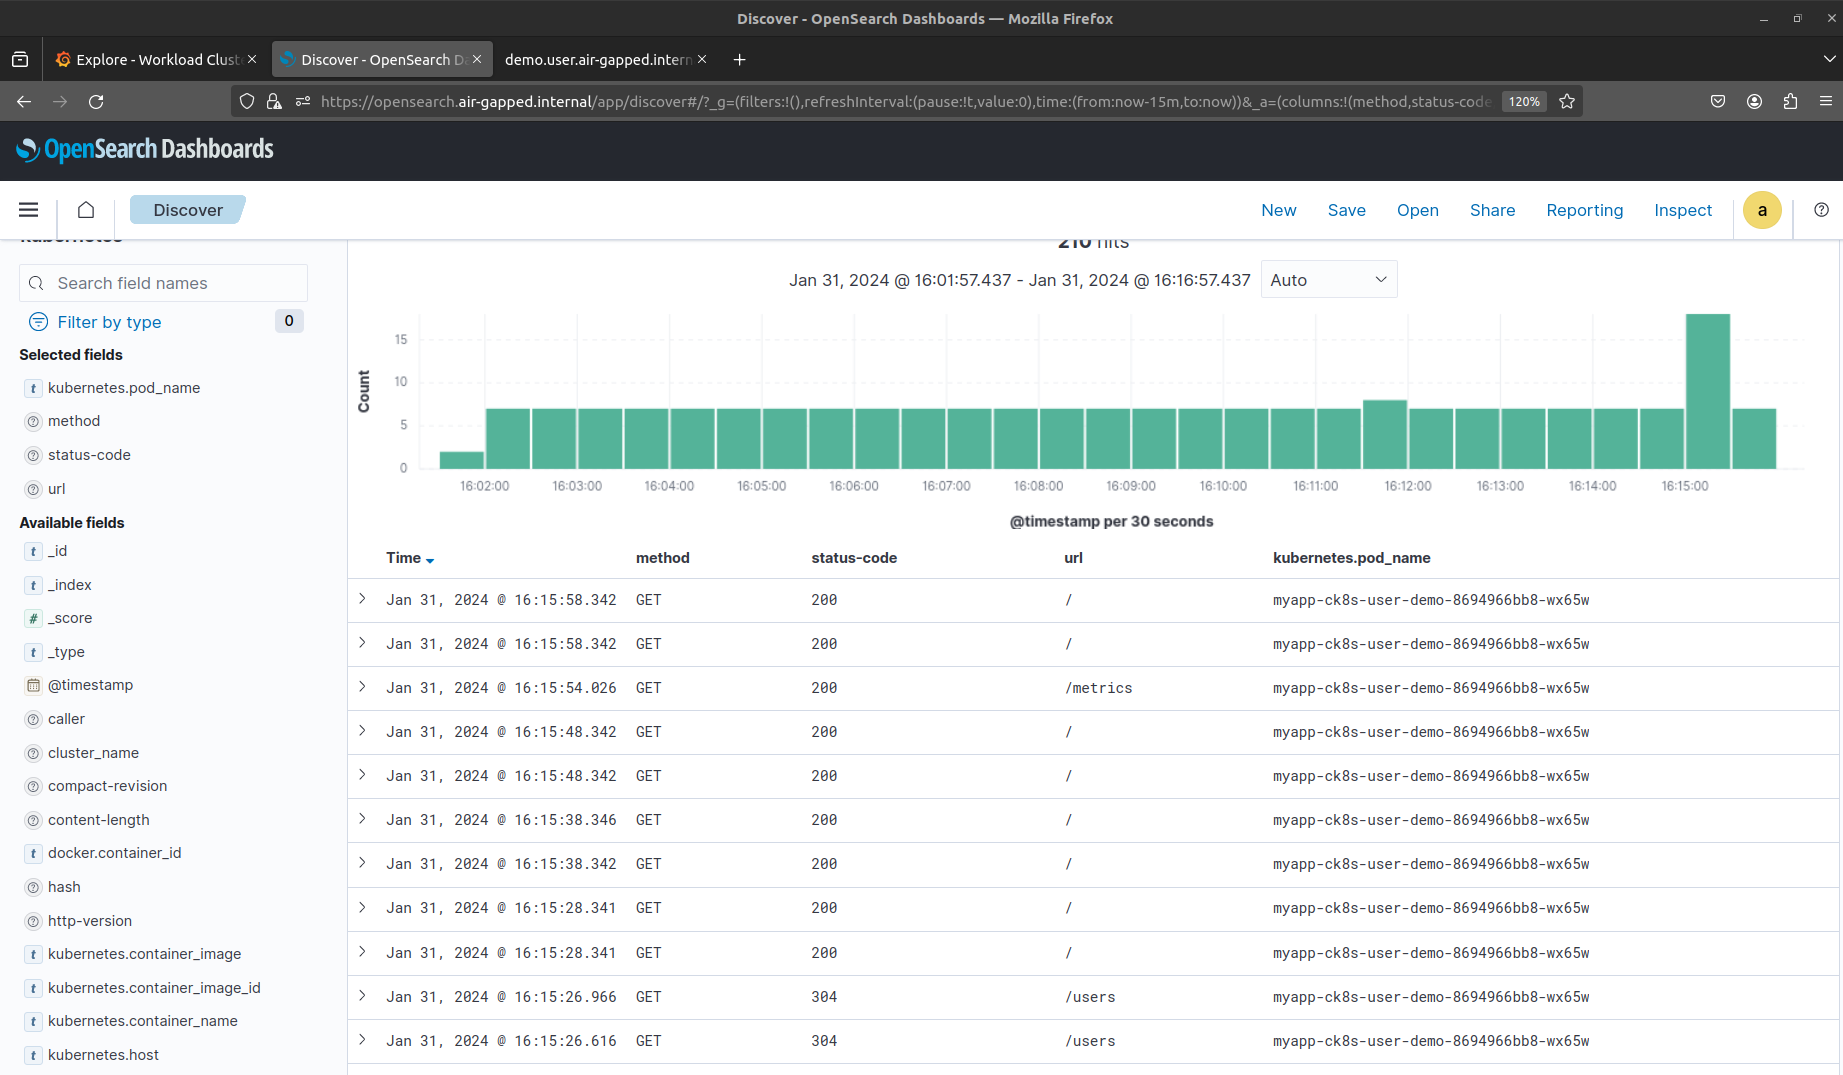 Discover - OpenSearch Dashboards — Mozilla Firefox
Explore - Workload Clust
Discover - OpenSearch Da
demo.user.air-gapped.intern
https://opensearch.air-gapped.internal/app/discover#/?_g=(filters:!(),refreshInterval:(pause:!t,value:0),time:(from:now-15m,to:now))&_a=(columns:!(method,status-code
120%
OpenSearch Dashboards
Discover
New
Save
Open
Share
Reporting
Inspect
a
kubernetes
Search field names
Filter by type
0
Selected fields
kubernetes.pod_name
method
status-code
url
Available fields
_id
_index
_score
_type
@timestamp
caller
cluster_name
compact-revision
content-length
docker.container_id
hash
http-version
kubernetes.container_image
kubernetes.container_image_id
kubernetes.container_name
kubernetes.host
210 hits
Jan 31, 2024 @ 16:01:57.437 - Jan 31, 2024 @ 16:16:57.437
Auto
Count
15
10
5
0
16:02:00 16:03:00 16:04:00 16:05:00 16:06:00 16:07:00 16:08:00 16:09:00 16:10:00 16:11:00 16:12:00 16:13:00 16:14:00 16:15:00
@timestamp per 30 seconds
Time method status-code url kubernetes.pod_name
Jan 31, 2024 @ 16:15:58.342 GET 200 / myapp-ck8s-user-demo-8694966bb8-wx65w
Jan 31, 2024 @ 16:15:58.342 GET 200 / myapp-ck8s-user-demo-8694966bb8-wx65w
Jan 31, 2024 @ 16:15:54.026 GET 200 /metrics myapp-ck8s-user-demo-8694966bb8-wx65w
Jan 31, 2024 @ 16:15:48.342 GET 200 / myapp-ck8s-user-demo-8694966bb8-wx65w
Jan 31, 2024 @ 16:15:48.342 GET 200 / myapp-ck8s-user-demo-8694966bb8-wx65w
Jan 31, 2024 @ 16:15:38.346 GET 200 / myapp-ck8s-user-demo-8694966bb8-wx65w
Jan 31, 2024 @ 16:15:38.342 GET 200 / myapp-ck8s-user-demo-8694966bb8-wx65w
Jan 31, 2024 @ 16:15:28.341 GET 200 / myapp-ck8s-user-demo-8694966bb8-wx65w
Jan 31, 2024 @ 16:15:28.341 GET 200 / myapp-ck8s-user-demo-8694966bb8-wx65w
Jan 31, 2024 @ 16:15:26.966 GET 304 /users myapp-ck8s-user-demo-8694966bb8-wx65w
Jan 31, 2024 @ 16:15:26.616 GET 304 /users myapp-ck8s-user-demo-8694966bb8-wx65w